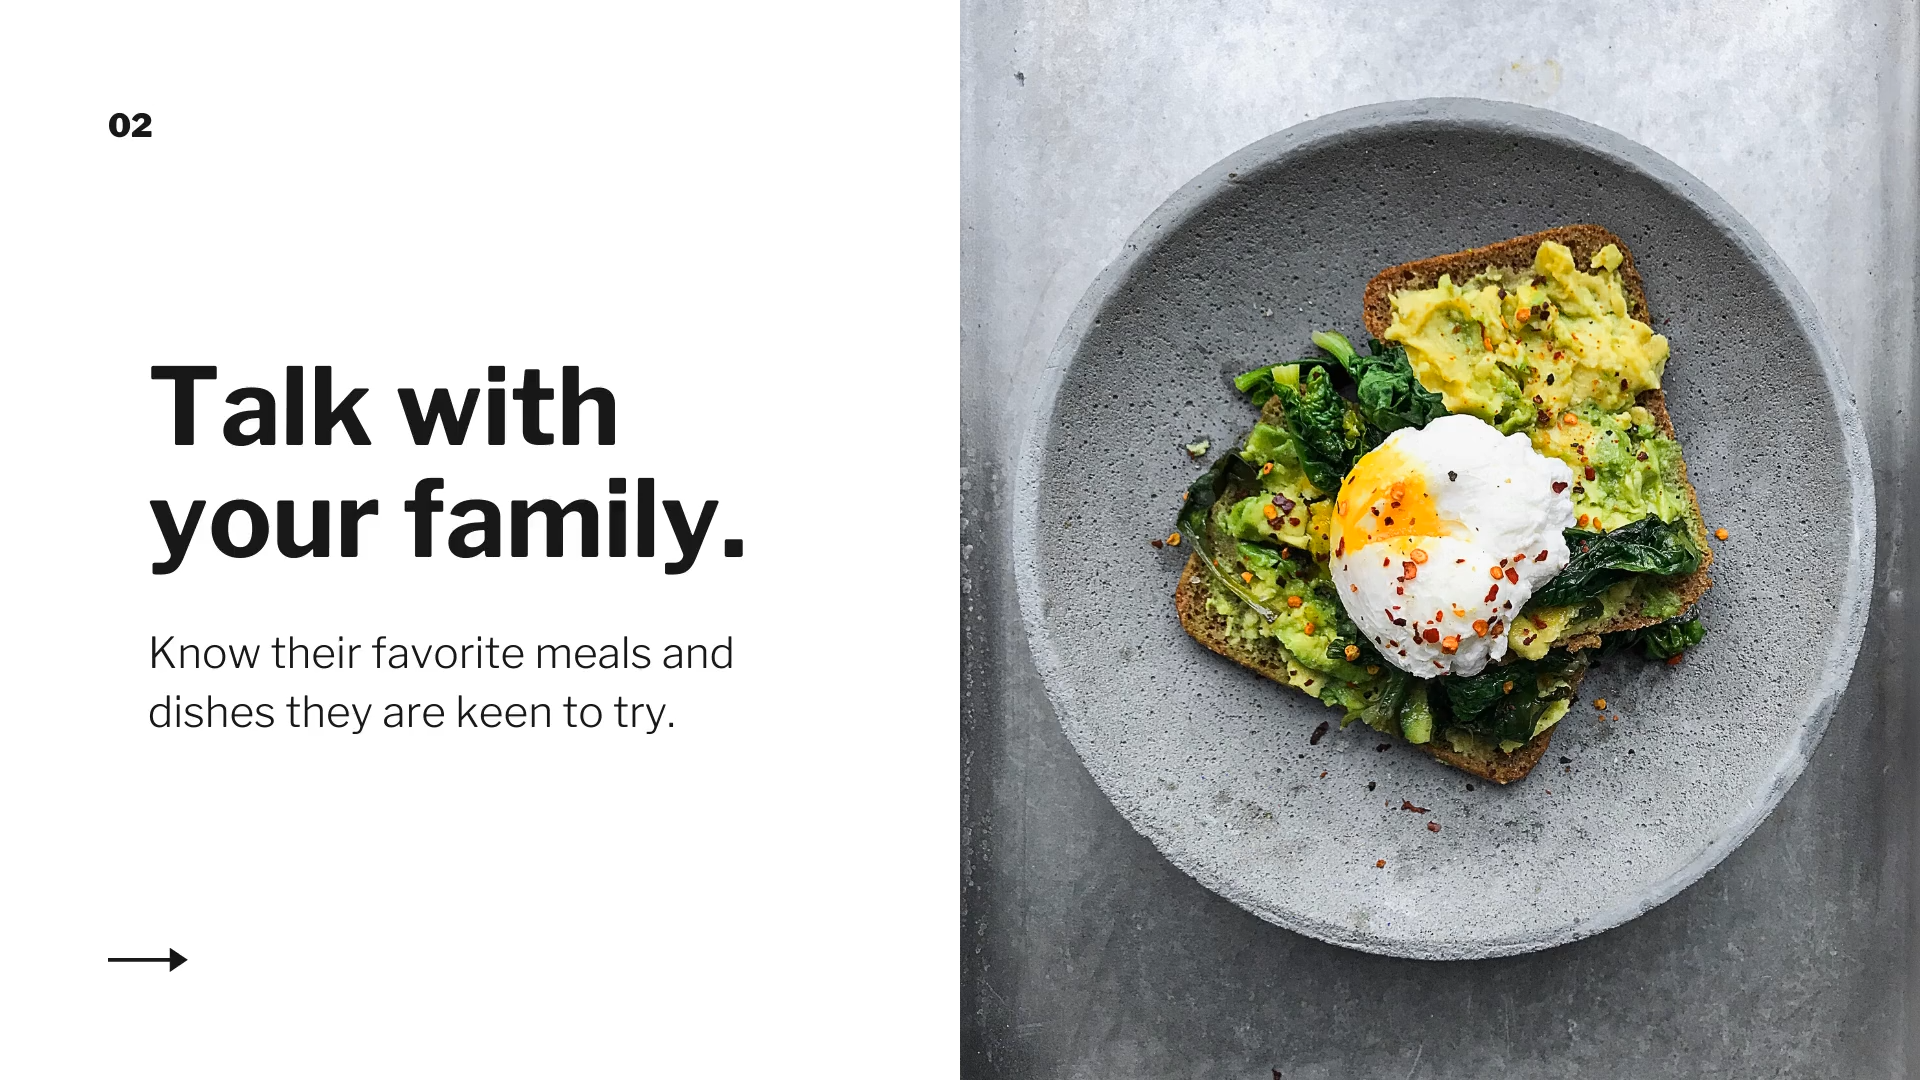 02
Talk with
your family.
Know their favorite meals and
dishes they are keen to try.